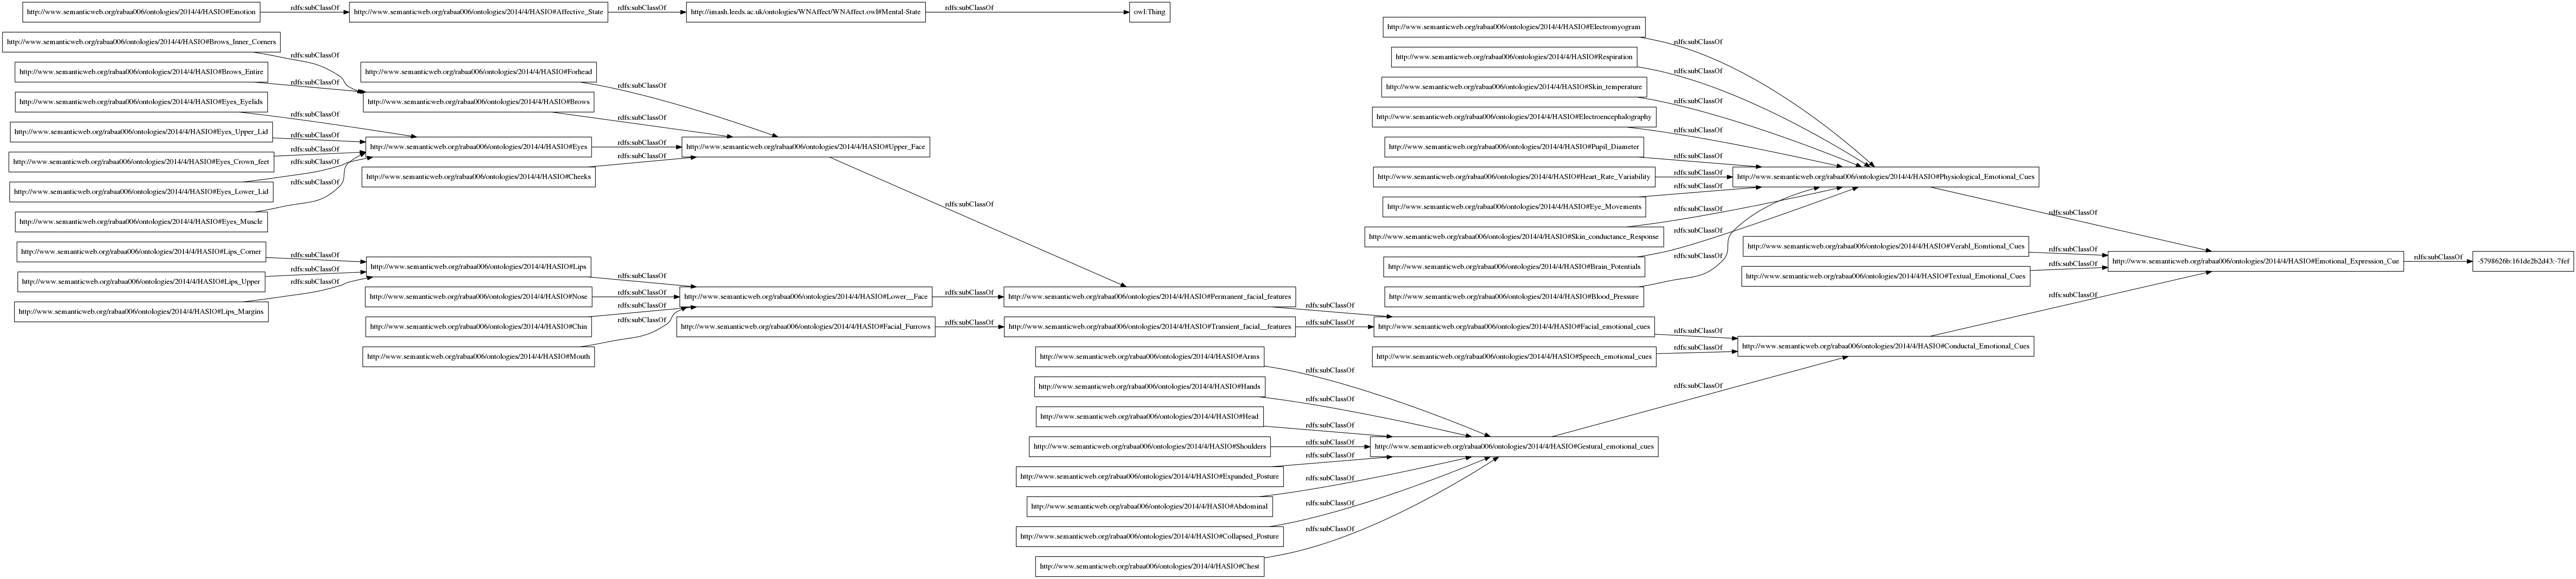 http://www.semanticweb.org/rabaa006/ontologies/2014/4/HASIO#Emotion
rdfs:subClassOf
http://www.semanticweb.org/rabaa006/ontologies/2014/4/HASIO#Affective_State
rdfs:subClassOf
http://imash.leeds.ac.uk/ontologies/WNAffect/WNAffect.owl#Mental-State
rdfs:subClassOf
owl:Thing
http://www.semanticweb.org/rabaa006/ontologies/2014/4/HASIO#Brows_Inner_Corners
rdfs:subClassOf
http://www.semanticweb.org/rabaa006/ontologies/2014/4/HASIO#Brows_Entire
rdfs:subClassOf
http://www.semanticweb.org/rabaa006/ontologies/2014/4/HASIO#Eyes_Eyelids
rdfs:subClassOf
http://www.semanticweb.org/rabaa006/ontologies/2014/4/HASIO#Eyes_Upper_Lid
rdfs:subClassOf
http://www.semanticweb.org/rabaa006/ontologies/2014/4/HASIO#Eyes_Crown_feet
rdfs:subClassOf
http://www.semanticweb.org/rabaa006/ontologies/2014/4/HASIO#Eyes_Lower_Lid
rdfs:subClassOf
http://www.semanticweb.org/rabaa006/ontologies/2014/4/HASIO#Eyes_Muscle
rdfs:subClassOf
http://www.semanticweb.org/rabaa006/ontologies/2014/4/HASIO#Lips_Corner
rdfs:subClassOf
http://www.semanticweb.org/rabaa006/ontologies/2014/4/HASIO#Lips_Upper
rdfs:subClassOf
http://www.semanticweb.org/rabaa006/ontologies/2014/4/HASIO#Lips_Margins
rdfs:subClassOf
http://www.semanticweb.org/rabaa006/ontologies/2014/4/HASIO#Forhead
rdfs:subClassOf
http://www.semanticweb.org/rabaa006/ontologies/2014/4/HASIO#Brows
rdfs:subClassOf
http://www.semanticweb.org/rabaa006/ontologies/2014/4/HASIO#Eyes
rdfs:subClassOf
http://www.semanticweb.org/rabaa006/ontologies/2014/4/HASIO#Cheeks
rdfs:subClassOf
http://www.semanticweb.org/rabaa006/ontologies/2014/4/HASIO#Lips
rdfs:subClassOf
http://www.semanticweb.org/rabaa006/ontologies/2014/4/HASIO#Nose
rdfs:subClassOf
http://www.semanticweb.org/rabaa006/ontologies/2014/4/HASIO#Chin
rdfs:subClassOf
http://www.semanticweb.org/rabaa006/ontologies/2014/4/HASIO#Mouth
rdfs:subClassOf
http://www.semanticweb.org/rabaa006/ontologies/2014/4/HASIO#Upper_Face
rdfs:subClassOf
http://www.semanticweb.org/rabaa006/ontologies/2014/4/HASIO#Lower__Face
rdfs:subClassOf
http://www.semanticweb.org/rabaa006/ontologies/2014/4/HASIO#Facial_Furrows
rdfs:subClassOf
http://www.semanticweb.org/rabaa006/ontologies/2014/4/HASIO#Permanent_facial_features
rdfs:subClassOf
http://www.semanticweb.org/rabaa006/ontologies/2014/4/HASIO#Transient_facial__features
rdfs:subClassOf
http://www.semanticweb.org/rabaa006/ontologies/2014/4/HASIO#Arms
rdfs:subClassOf
http://www.semanticweb.org/rabaa006/ontologies/2014/4/HASIO#Hands
rdfs:subClassOf
http://www.semanticweb.org/rabaa006/ontologies/2014/4/HASIO#Head
rdfs:subClassOf
http://www.semanticweb.org/rabaa006/ontologies/2014/4/HASIO#Shoulders
rdfs:subClassOf
http://www.semanticweb.org/rabaa006/ontologies/2014/4/HASIO#Expanded_Posture
rdfs:subClassOf
http://www.semanticweb.org/rabaa006/ontologies/2014/4/HASIO#Abdominal
rdfs:subClassOf
http://www.semanticweb.org/rabaa006/ontologies/2014/4/HASIO#Collapsed_Posture
rdfs:subClassOf
http://www.semanticweb.org/rabaa006/ontologies/2014/4/HASIO#Chest
rdfs:subClassOf
http://www.semanticweb.org/rabaa006/ontologies/2014/4/HASIO#Electromyogram
rdfs:subClassOf
http://www.semanticweb.org/rabaa006/ontologies/2014/4/HASIO#Respiration
rdfs:subClassOf
http://www.semanticweb.org/rabaa006/ontologies/2014/4/HASIO#Skin_temperature
rdfs:subClassOf
http://www.semanticweb.org/rabaa006/ontologies/2014/4/HASIO#Electroencephalography
rdfs:subClassOf
http://www.semanticweb.org/rabaa006/ontologies/2014/4/HASIO#Pupil_Diameter
rdfs:subClassOf
http://www.semanticweb.org/rabaa006/ontologies/2014/4/HASIO#Heart_Rate_Variability
rdfs:subClassOf
http://www.semanticweb.org/rabaa006/ontologies/2014/4/HASIO#Eye_Movements
rdfs:subClassOf
http://www.semanticweb.org/rabaa006/ontologies/2014/4/HASIO#Skin_conductance_Response
rdfs:subClassOf
http://www.semanticweb.org/rabaa006/ontologies/2014/4/HASIO#Brain_Potentials
rdfs:subClassOf
http://www.semanticweb.org/rabaa006/ontologies/2014/4/HASIO#Blood_Pressure
rdfs:subClassOf
http://www.semanticweb.org/rabaa006/ontologies/2014/4/HASIO#Facial_emotional_cues
rdfs:subClassOf
http://www.semanticweb.org/rabaa006/ontologies/2014/4/HASIO#Speech_emotional_cues
rdfs:subClassOf
http://www.semanticweb.org/rabaa006/ontologies/2014/4/HASIO#Gestural_emotional_cues
rdfs:subClassOf
http://www.semanticweb.org/rabaa006/ontologies/2014/4/HASIO#Physiological_Emotional_Cues
rdfs:subClassOf
http://www.semanticweb.org/rabaa006/ontologies/2014/4/HASIO#Verabl_Eomtional_Cues
rdfs:subClassOf
http://www.semanticweb.org/rabaa006/ontologies/2014/4/HASIO#Textual_Emotional_Cues
rdfs:subClassOf
http://www.semanticweb.org/rabaa006/ontologies/2014/4/HASIO#Conductal_Emotional_Cues
rdfs:subClassOf
http://www.semanticweb.org/rabaa006/ontologies/2014/4/HASIO#Emotional_Expression_Cue
rdfs:subClassOf
-5798626b:161de2b2d43:-7fef